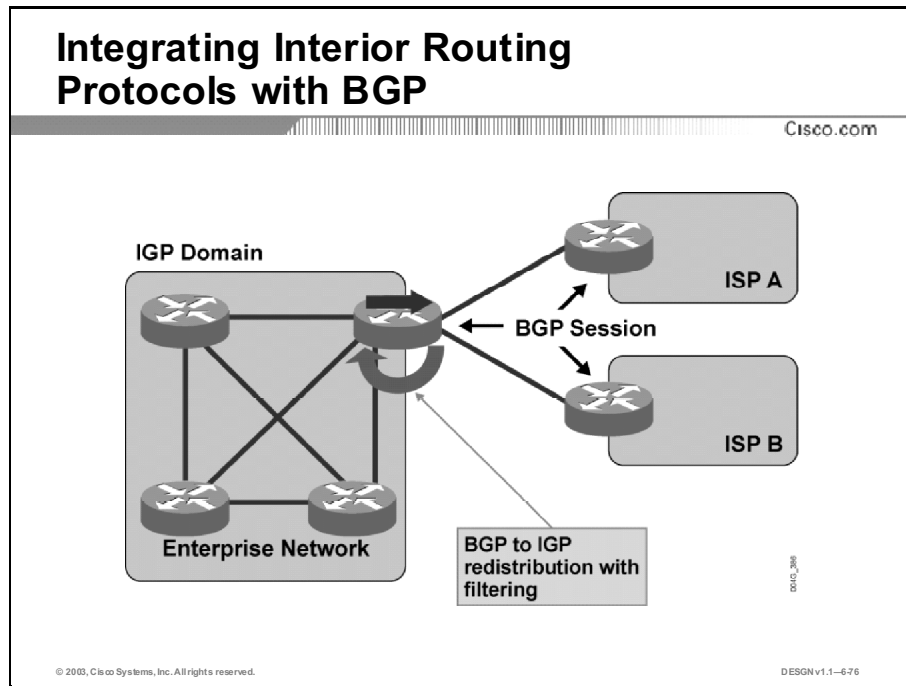 Integrating Interior Routing
Protocols with BGP
Cisco.com
IGP Domain
ISP A
BGP Session
ISP B
Enterprise Network
BGP to IGP
redistribution with
filtering
D04G_386
© 2003, Cisco Systems, Inc. All rights reserved.
DESGN v1.1—6-76